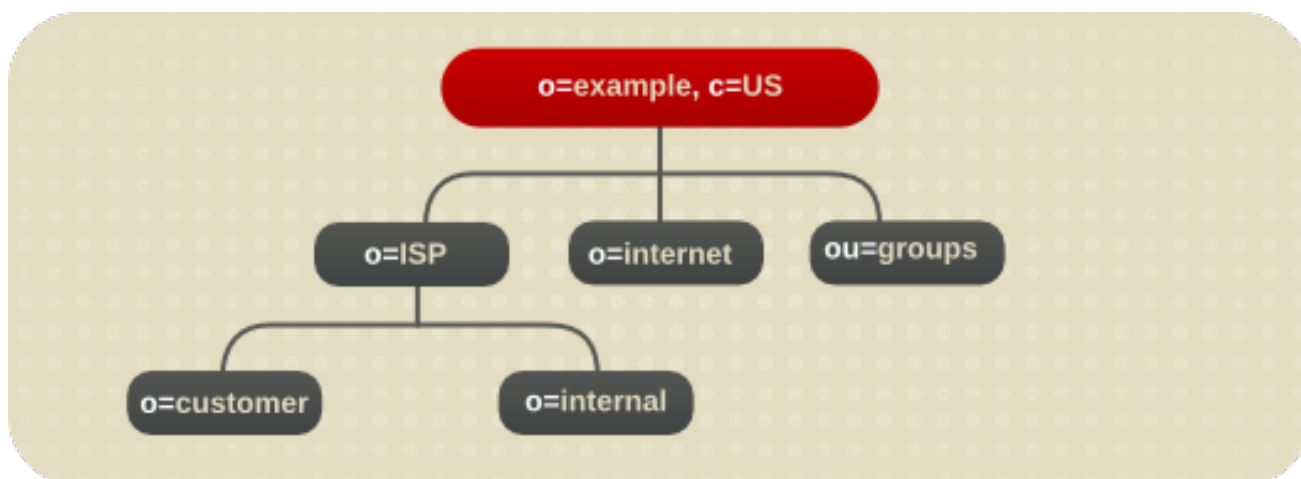 o=example, c=US
o=ISP
o=internet
ou=groups
o=customer
o=internal